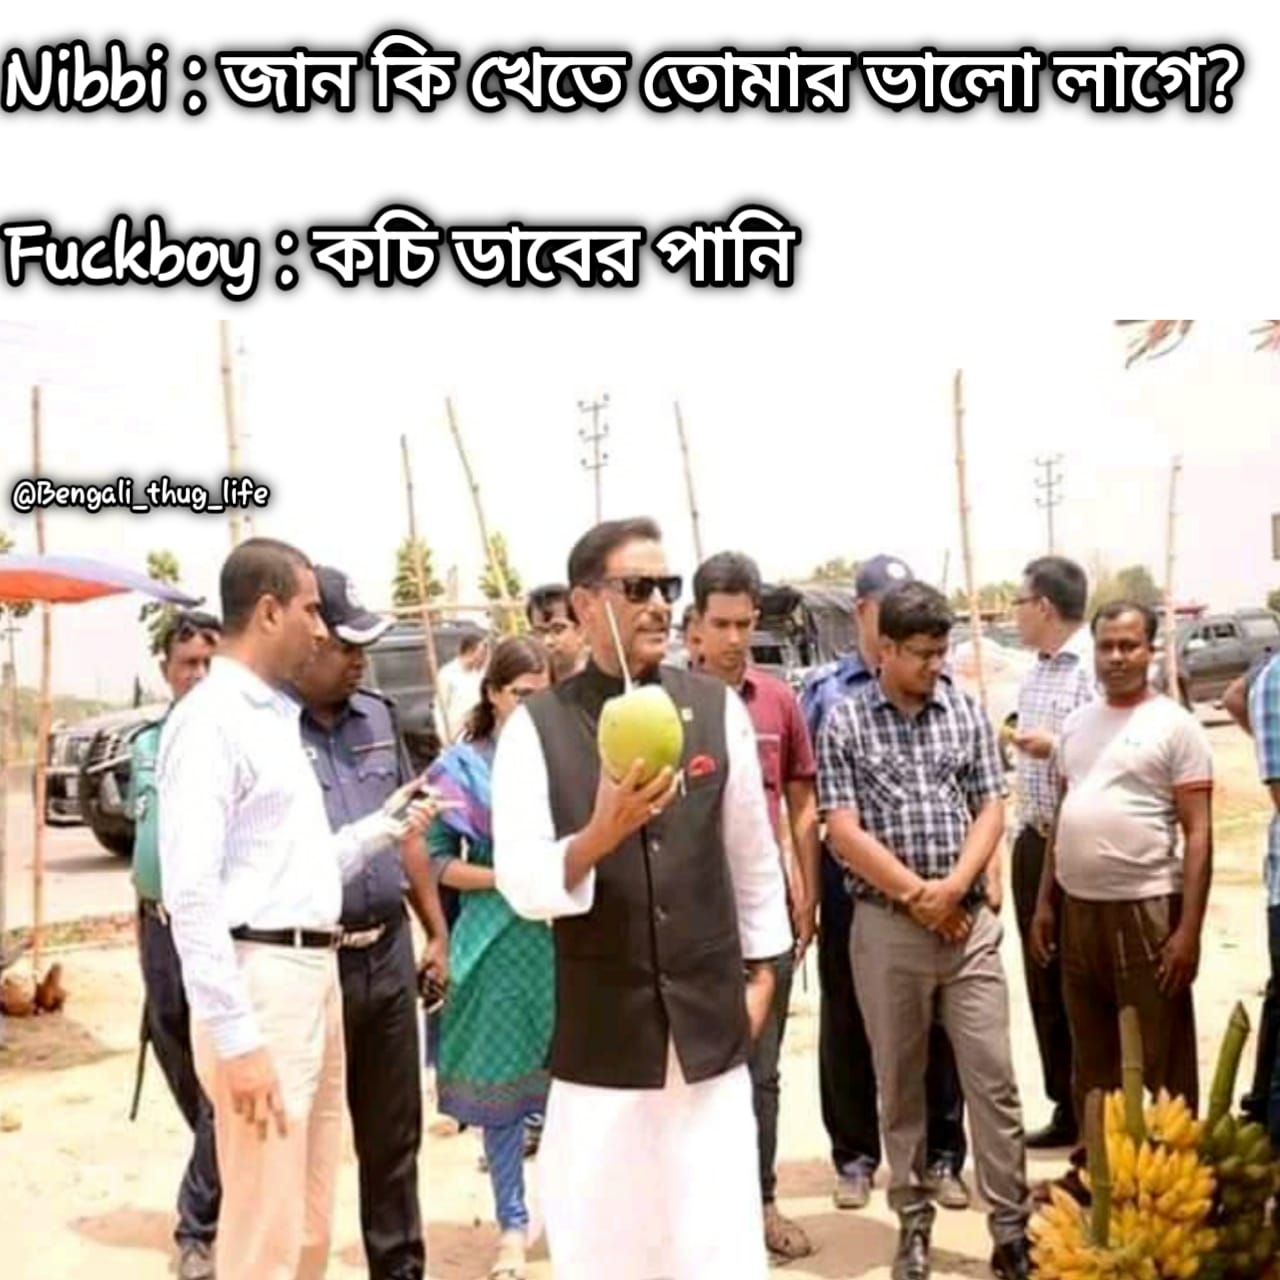 Nibbi : জান কি খেতে তোমার ভালো লাগে?
Fuckboy : কচি ডাবের পানি
@Bengali_thug_life